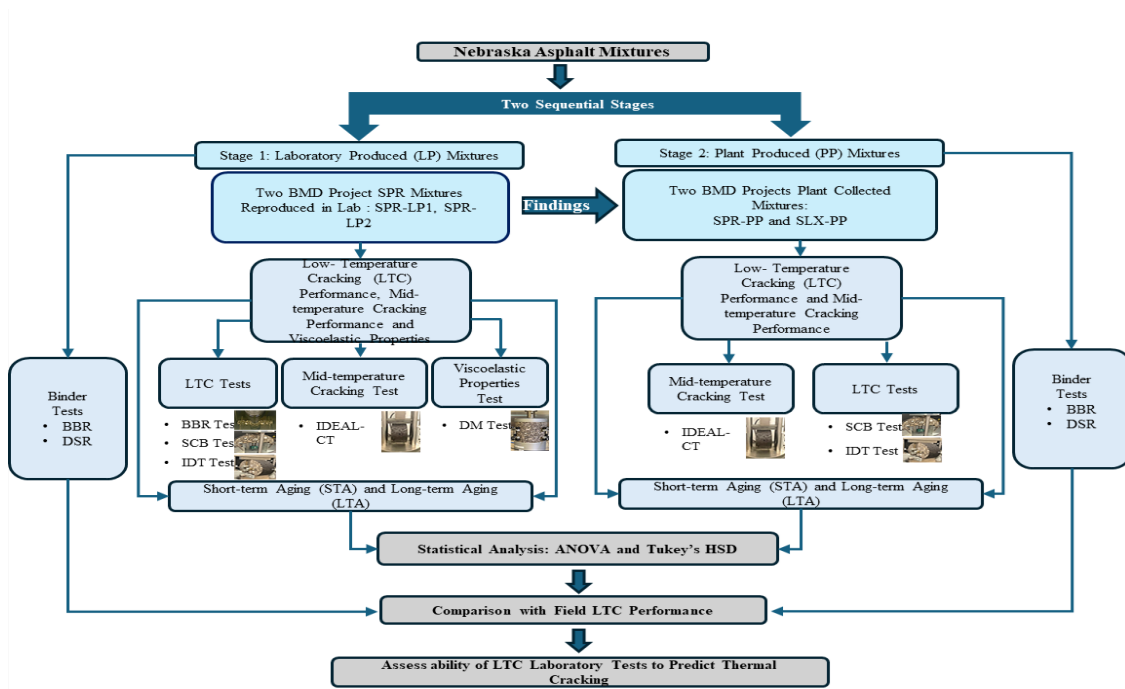 Nebraska Asphalt Mixtures
Two Sequential Stages
Stage 1: Laboratory Produced (LP) Mixtures
Two BMD Project SPR Mixtures
Reproduced in Lab : SPR-LP1, SPR-
LP2
Findings
Stage 2: Plant Produced (PP) Mixtures
Two BMD Projects Plant Collected
Mixtures:
SPR-PP and SLX-PP
Low- Temperature
Cracking (LTC)
Performance, Mid-
temperature Cracking
Performance and
Viscoelastic Properties
Low- Temperature
Cracking (LTC)
Performance and Mid-
temperature Cracking
Performance
Binder
Tests
• BBR
• DSR
LTC Tests
• BBR Test
• SCB Test
• IDT Test
Mid-temperature
Cracking Test
• IDEAL-
CT
Viscoelastic
Properties
Test
• DM Test
Mid-temperature
Cracking Test
• IDEAL-
CT
LTC Tests
• SCB Test
• IDT Test
Binder
Tests
• BBR
• DSR
Short-term Aging (STA) and Long-term Aging
(LTA)
Short-term Aging (STA) and Long-term Aging
(LTA)
Statistical Analysis: ANOVA and Tukey's HSD
Comparison with Field LTC Performance
Assess ability of LTC Laboratory Tests to Predict Thermal
Cracking